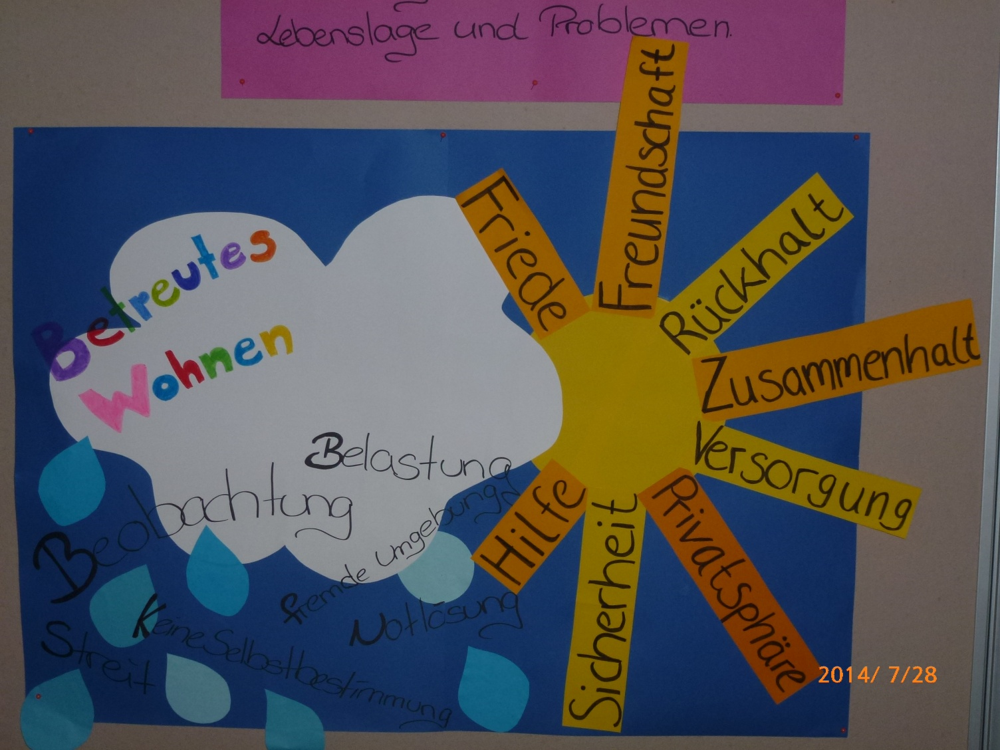 Lebenslage und Problemen.
Betreutes
Wohnen
Friede
Freundschaft
Rückhalt
Zusammenhalt
Versorgung
Privatsphäre
Sicherheit
Hilfe
Belastung
Beobachtung
fremde Umgebung
Notlösung
Keine Selbstbestimmung
Streit
2014/ 7/28